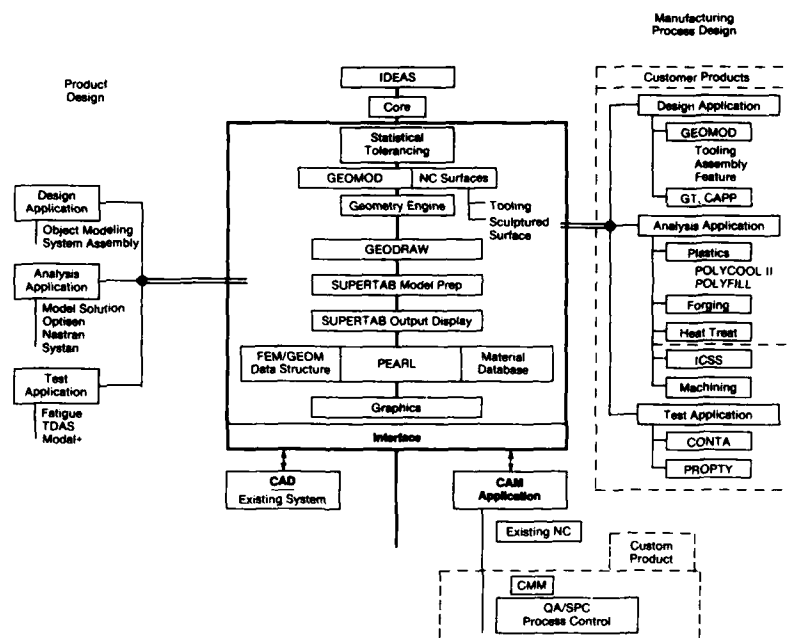 Manufacturing
Process Design
Product
Design
IDEAS
Core
Customer Products
Statistical
Tolerancing
GEOMOD
NC Surfaces
Geometry Engine
Tooling
Sculptured
Surface
GEODRAW
SUPERTAB Model Prep
SUPERTAB Output Display
FEM/GEOM
Data Structure
PEARL
Material
Database
Graphics
Interface
Design
Application
Object Modeling
System Assembly
Analysis
Application
Model Solution
Optisen
Nastran
Systan
Test
Application
Fatigue
TDAS
Modal+
Design Application
GEOMOD
Tooling
Assembly
Feature
GT, CAPP
Analysis Application
Plastics
POLYCOOL II
POLYFILL
Forging
Heat Treat
ICSS
Machining
Test Application
CONTA
PROPTY
CAD
Existing System
CAM
Application
Existing NC
Custom
Product
CMM
QA/SPC
Process Control